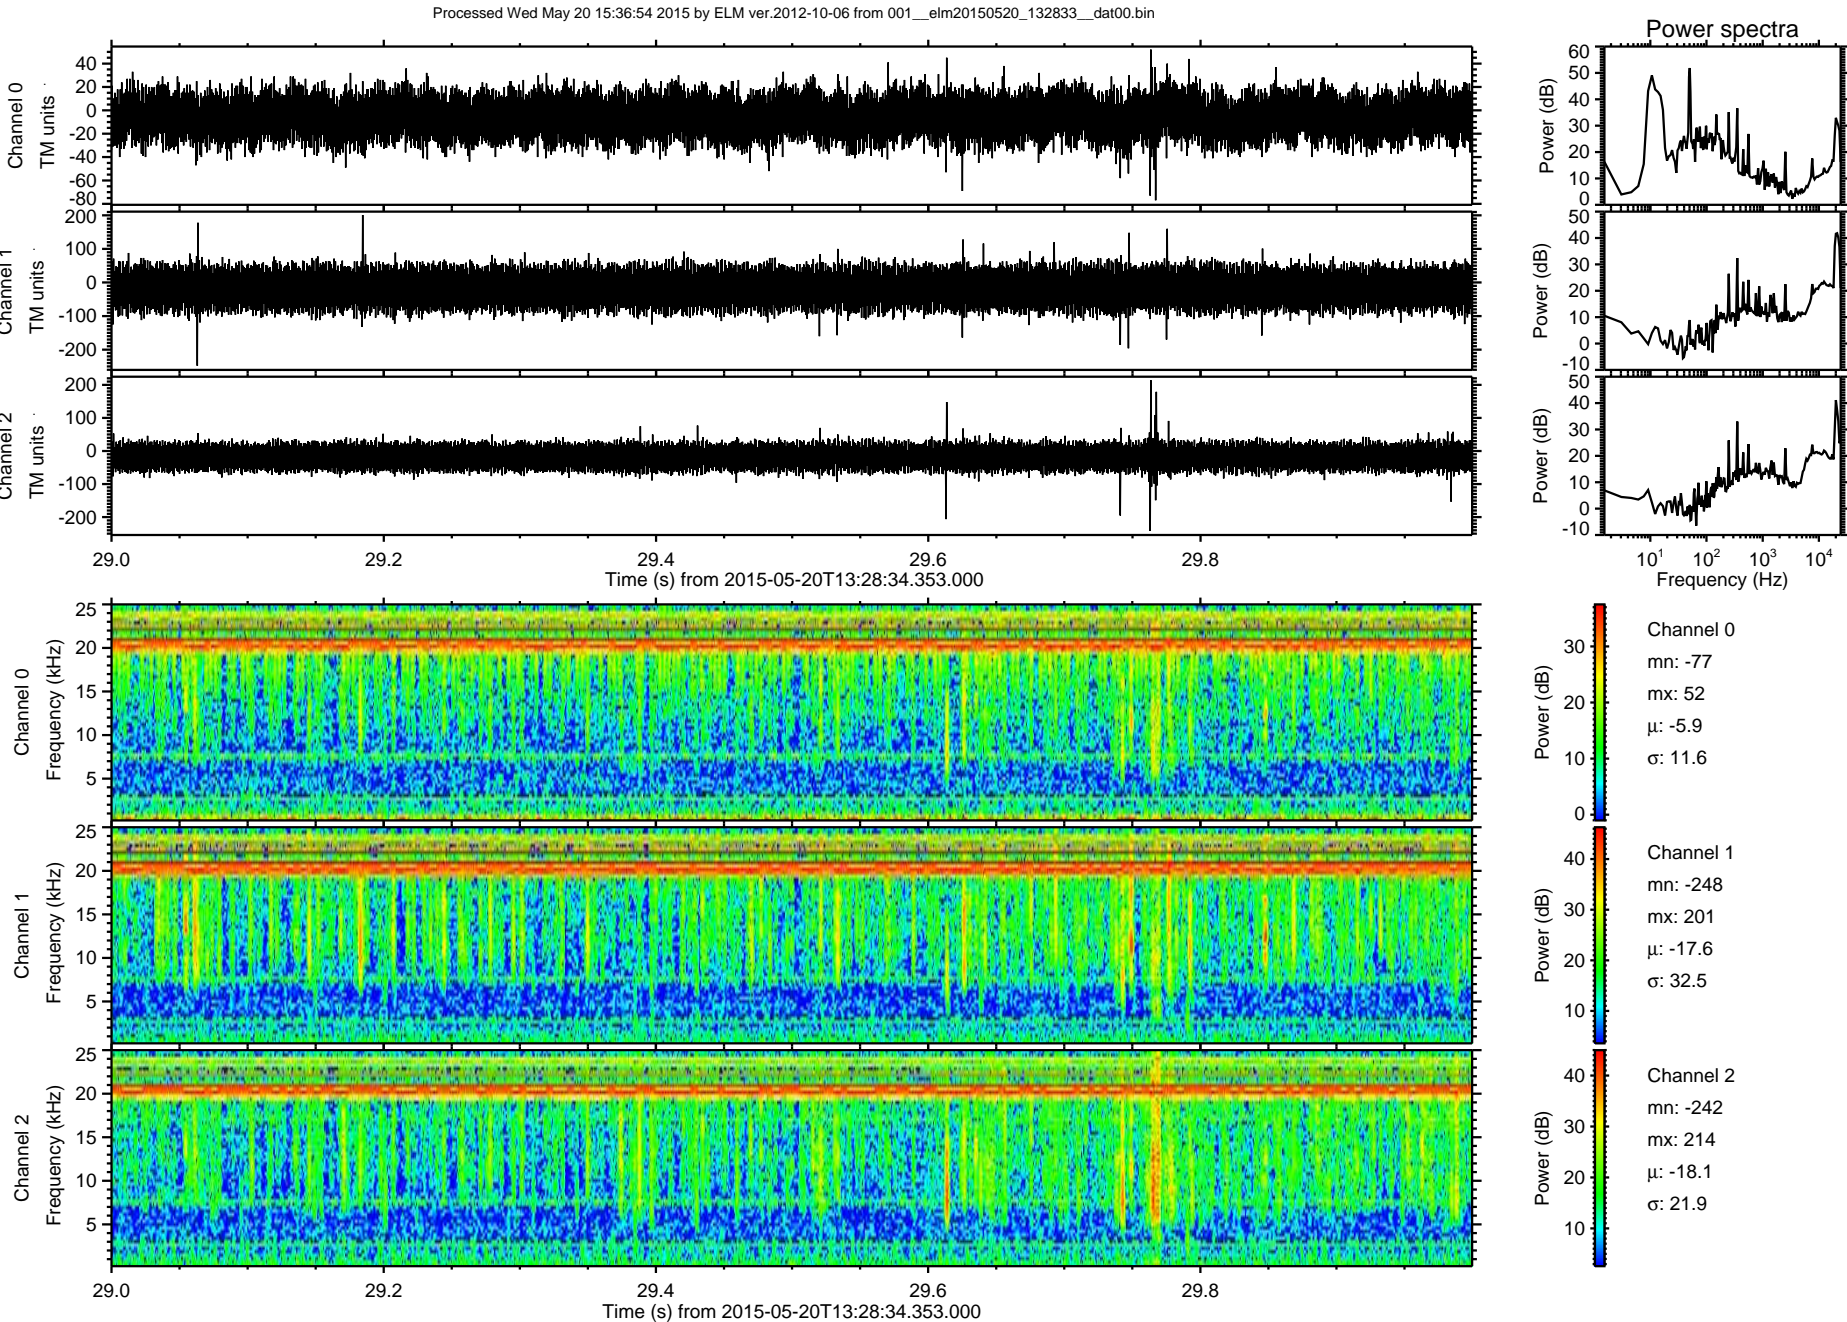 Processed Wed May 20 15:36:54 2015 by ELM ver.2012-10-06 from 001__elm20150520_132833__dat00.bin
Power spectra
Channel 0
TM units
40
20
0
-20
-40
-60
-80
Power (dB)
60
50
40
30
20
10
0
Channel 1
TM units
200
100
0
-100
-200
Power (dB)
50
40
30
20
10
0
-10
Channel 2
TM units
200
100
0
-100
-200
Power (dB)
50
40
30
20
10
0
-10
29.0 29.2 29.4 29.6 29.8
Time (s) from 2015-05-20T13:28:34.353.000
10¹ 10² 10³ 10⁴
Frequency (Hz)
Channel 0
Frequency (kHz)
25
20
15
10
5
Power (dB)
30
20
10
0
Channel 0
mn: -77
mx: 52
μ: -5.9
σ: 11.6
Channel 1
Frequency (kHz)
25
20
15
10
5
Power (dB)
40
30
20
10
Channel 1
mn: -248
mx: 201
μ: -17.6
σ: 32.5
Channel 2
Frequency (kHz)
25
20
15
10
5
Power (dB)
40
30
20
10
Channel 2
mn: -242
mx: 214
μ: -18.1
σ: 21.9
29.0 29.2 29.4 29.6 29.8
Time (s) from 2015-05-20T13:28:34.353.000